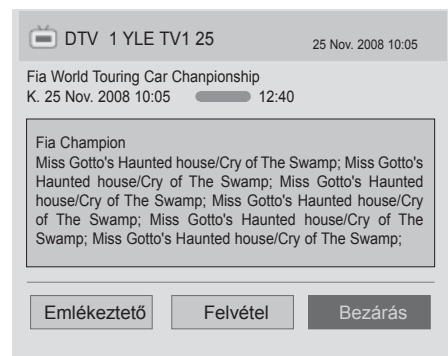 DTV 1 YLE TV1 25 25 Nov. 2008 10:05
Fia World Touring Car Chanpionship
K. 25 Nov. 2008 10:05 12:40
Fia Champion
Miss Gotto's Haunted house/Cry of The Swamp; Miss Gotto's
Haunted house/Cry of The Swamp; Miss Gotto's Haunted
house/Cry of The Swamp; Miss Gotto's Haunted house/Cry
of The Swamp; Miss Gotto's Haunted house/Cry of The
Swamp; Miss Gotto's Haunted house/Cry of The Swamp;
Emlékeztető Felvétel Bezárás